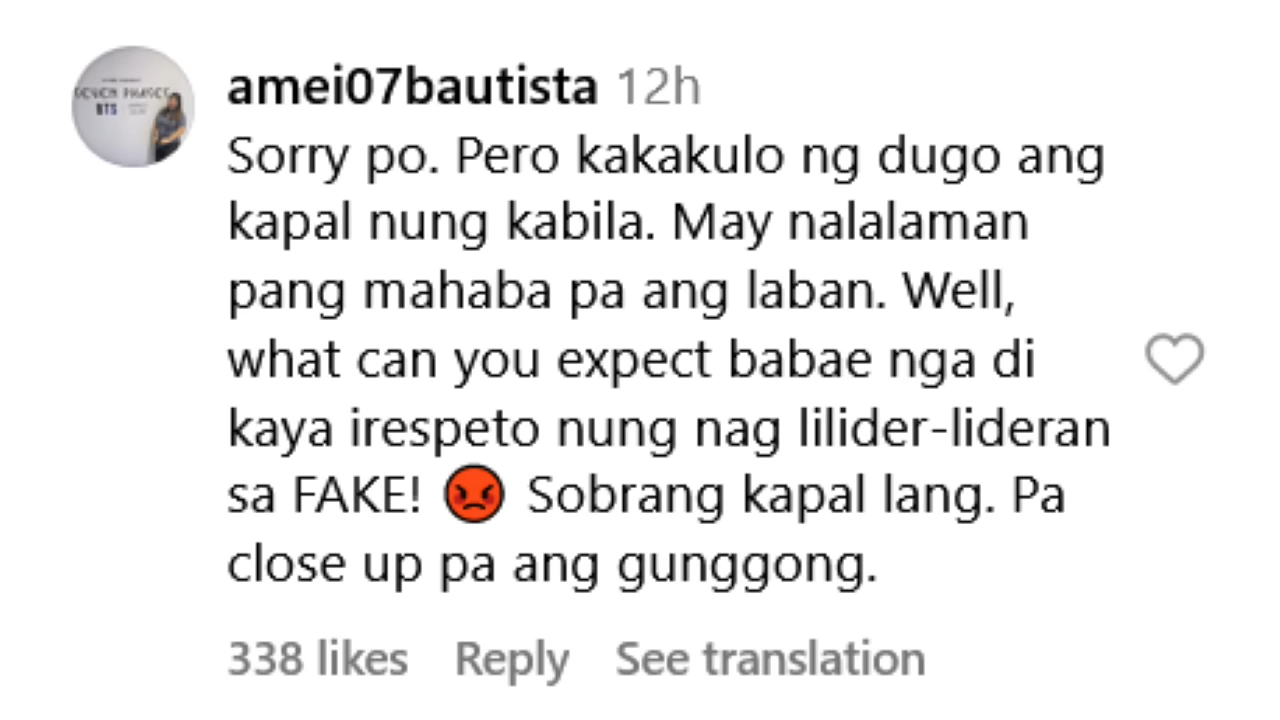 amei07bautista 12h
Sorry po. Pero kakakulo ng dugo ang
kapal nung kabila. May nalalaman
pang mahaba pa ang laban. Well,
what can you expect babae nga di
kaya irespeto nung nag lilider-lideran
sa FAKE! 😡 Sobrang kapal lang. Pa
close up pa ang gunggong.
338 likes Reply See translation
BTS